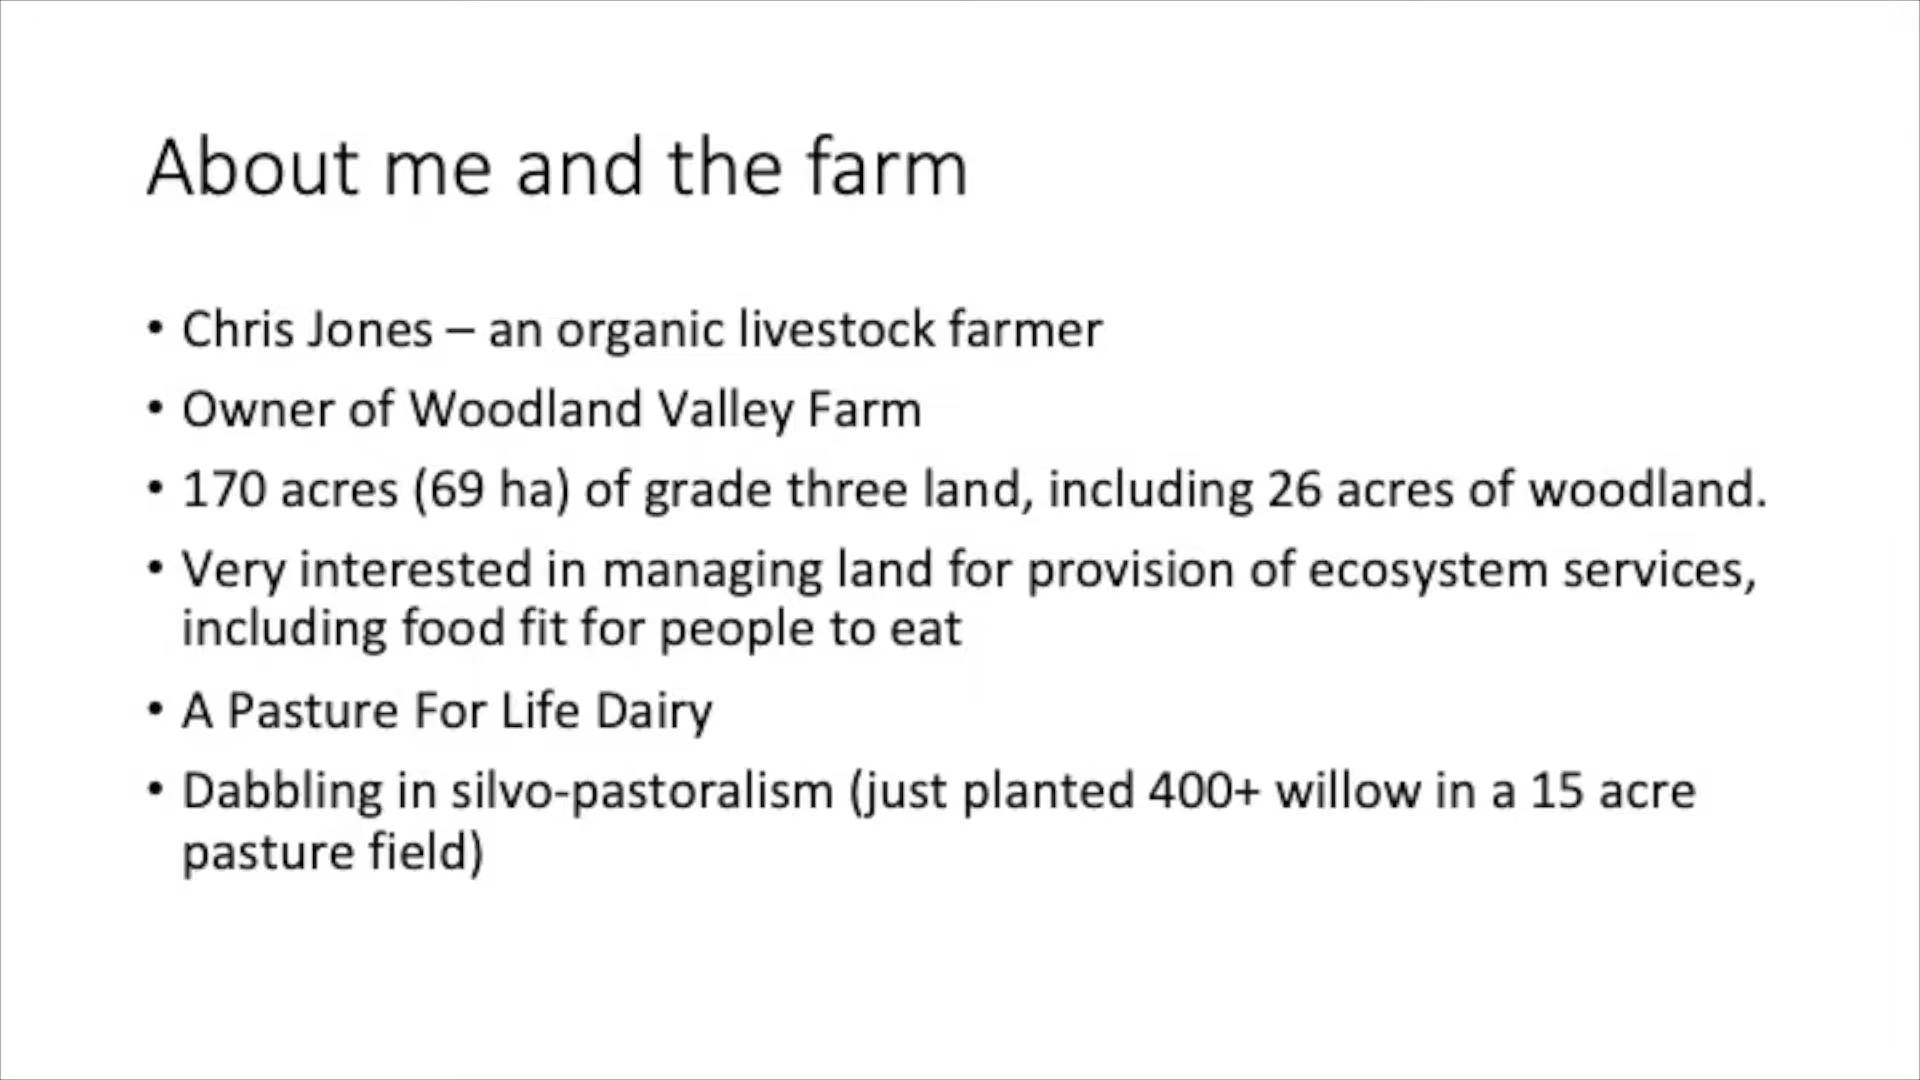 About me and the farm
• Chris Jones – an organic livestock farmer
• Owner of Woodland Valley Farm
• 170 acres (69 ha) of grade three land, including 26 acres of woodland.
• Very interested in managing land for provision of ecosystem services,
including food fit for people to eat
• A Pasture For Life Dairy
• Dabbling in silvo-pastoralism (just planted 400+ willow in a 15 acre
pasture field)